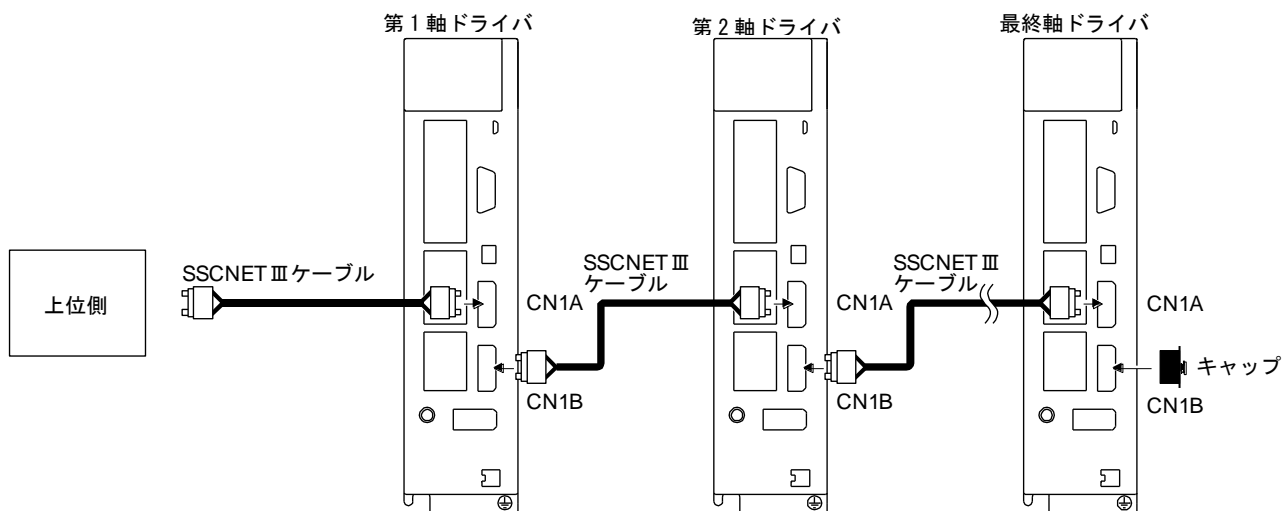 第1軸ドライバ
第2軸ドライバ
最終軸ドライバ
上位側
SSCNETⅢケーブル
SSCNETⅢ
ケーブル
SSCNETⅢ
ケーブル
CN1A
CN1A
CN1A
キャップ
CN1B
CN1B
CN1B